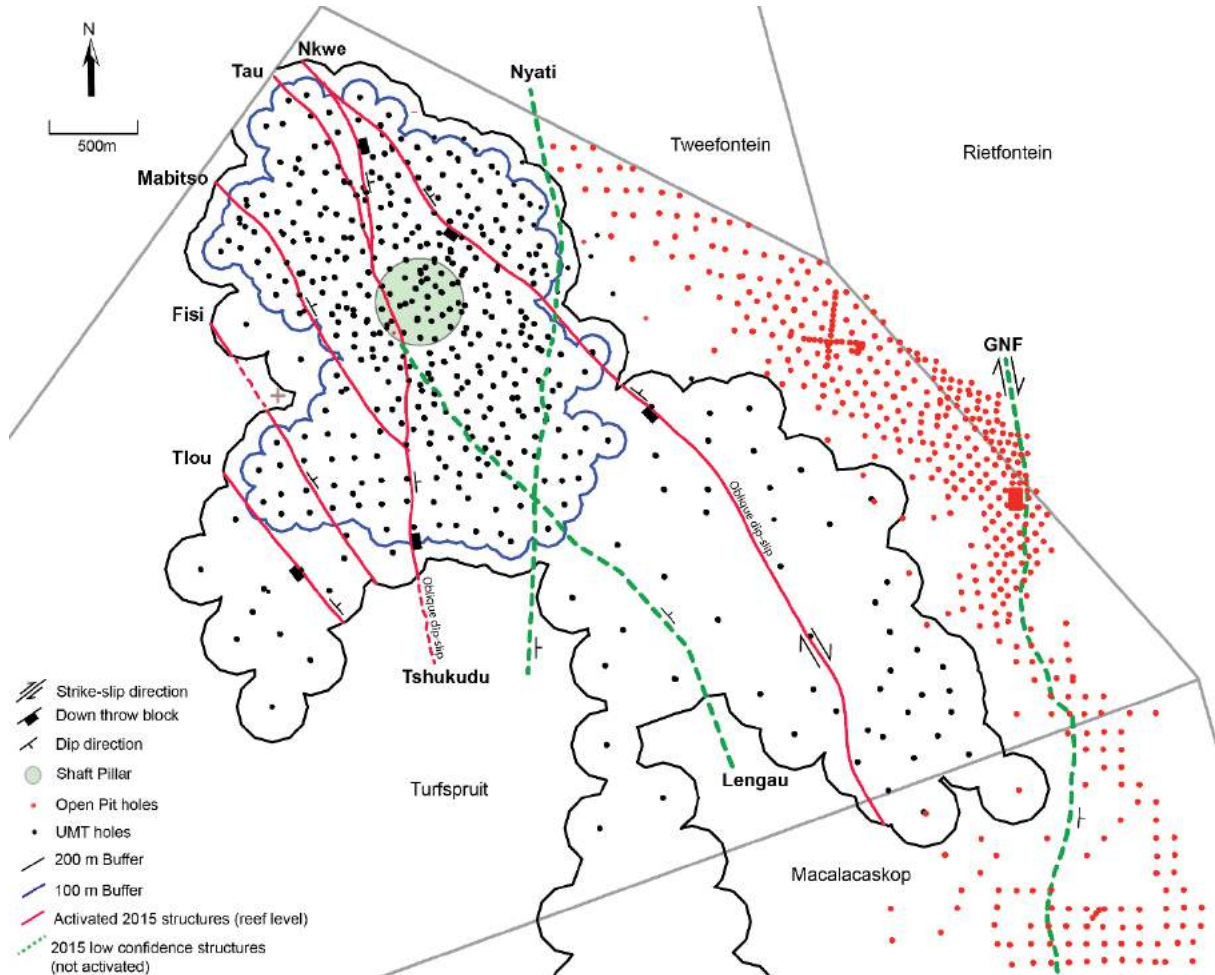 N
500m
Nkwe
Tau
Nyati
Tweefontein
Rietfontein
Mabitso
Fisi
GNF
Tlou
Oblique dip-slip
Oblique dip-slip
Tshukudu
Lengau
Turfspruit
Macalacaskop
Strike-slip direction
Down throw block
Dip direction
Shaft Pillar
Open Pit holes
UMT holes
200 m Buffer
100 m Buffer
Activated 2015 structures (reef level)
2015 low confidence structures
(not activated)